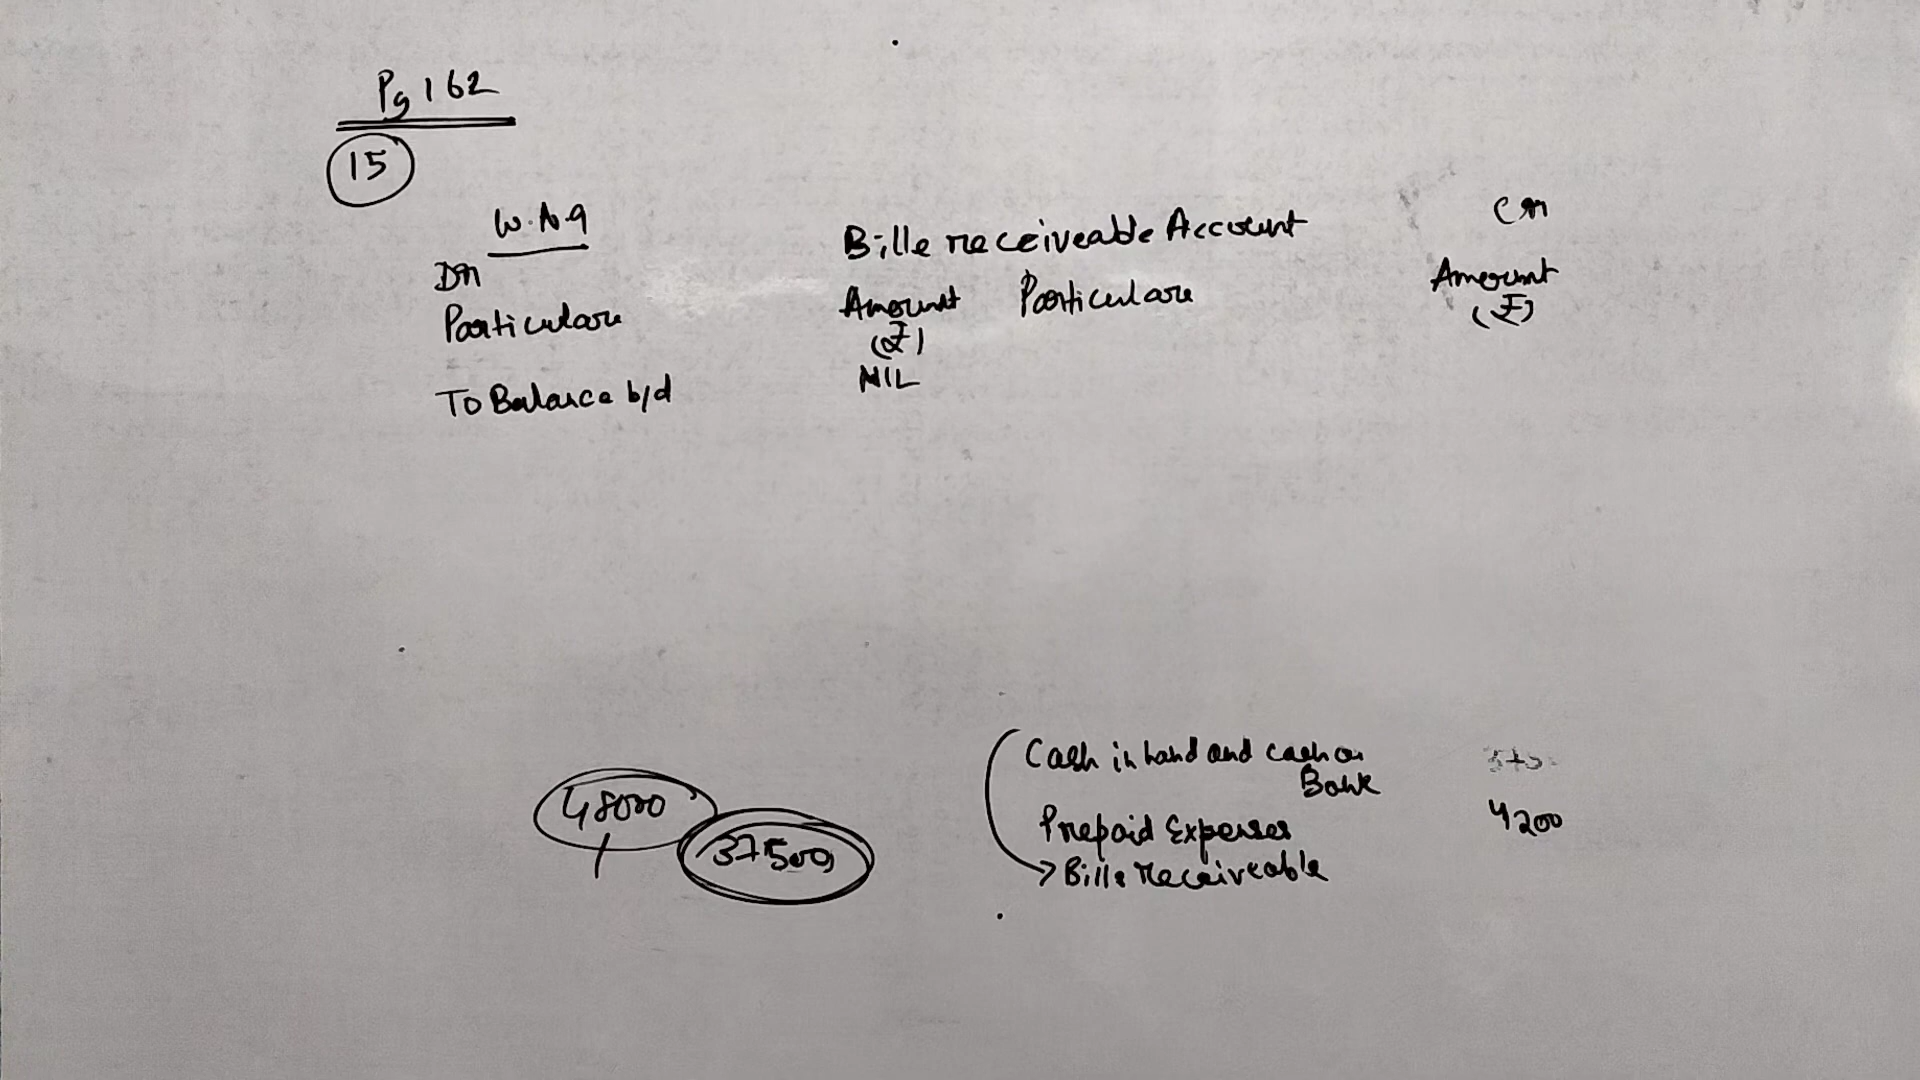 Pg 162
15
W.N.9
Dr Bills receiveable Account Cr
Particulars Amount (₹) Particulars Amount (₹)
To Balance b/d NIL
48000
37500
Cash in hand and cash on Bank
Prepaid Expenses 4200
Bills receiveable